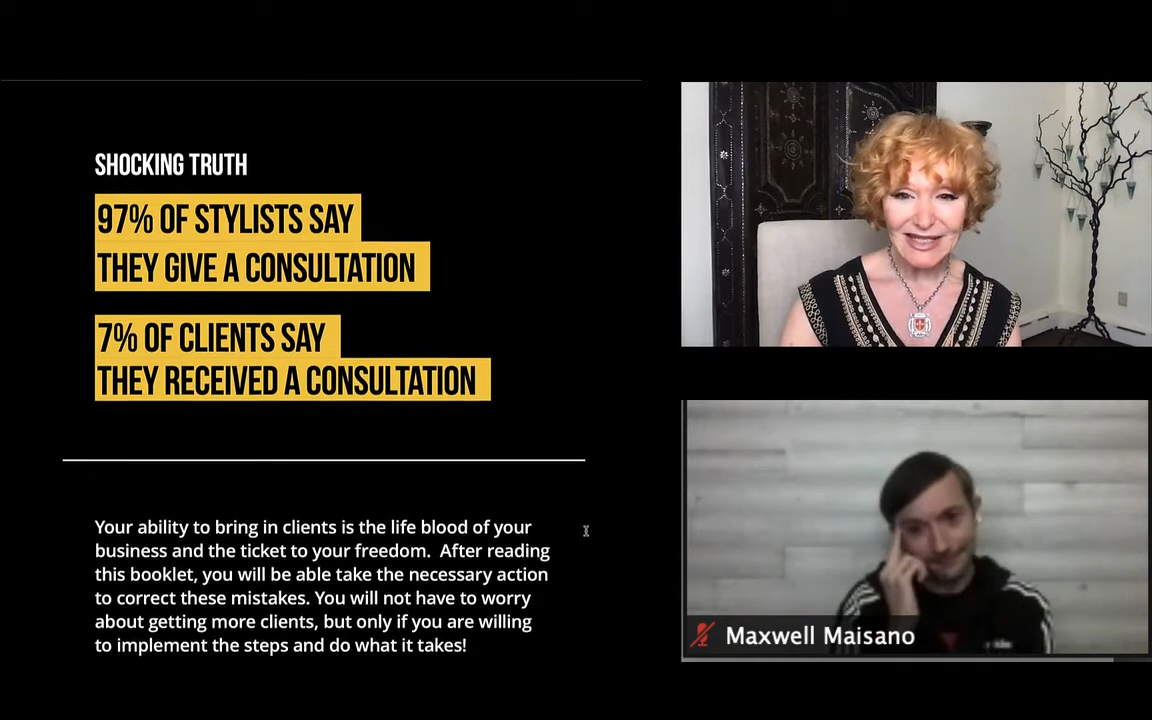 SHOCKING TRUTH
97% OF STYLISTS SAY
THEY GIVE A CONSULTATION
7% OF CLIENTS SAY
THEY RECEIVED A CONSULTATION
Your ability to bring in clients is the life blood of your
business and the ticket to your freedom.  After reading
this booklet, you will be able take the necessary action
to correct these mistakes. You will not have to worry
about getting more clients, but only if you are willing
to implement the steps and do what it takes!
Maxwell Maisano